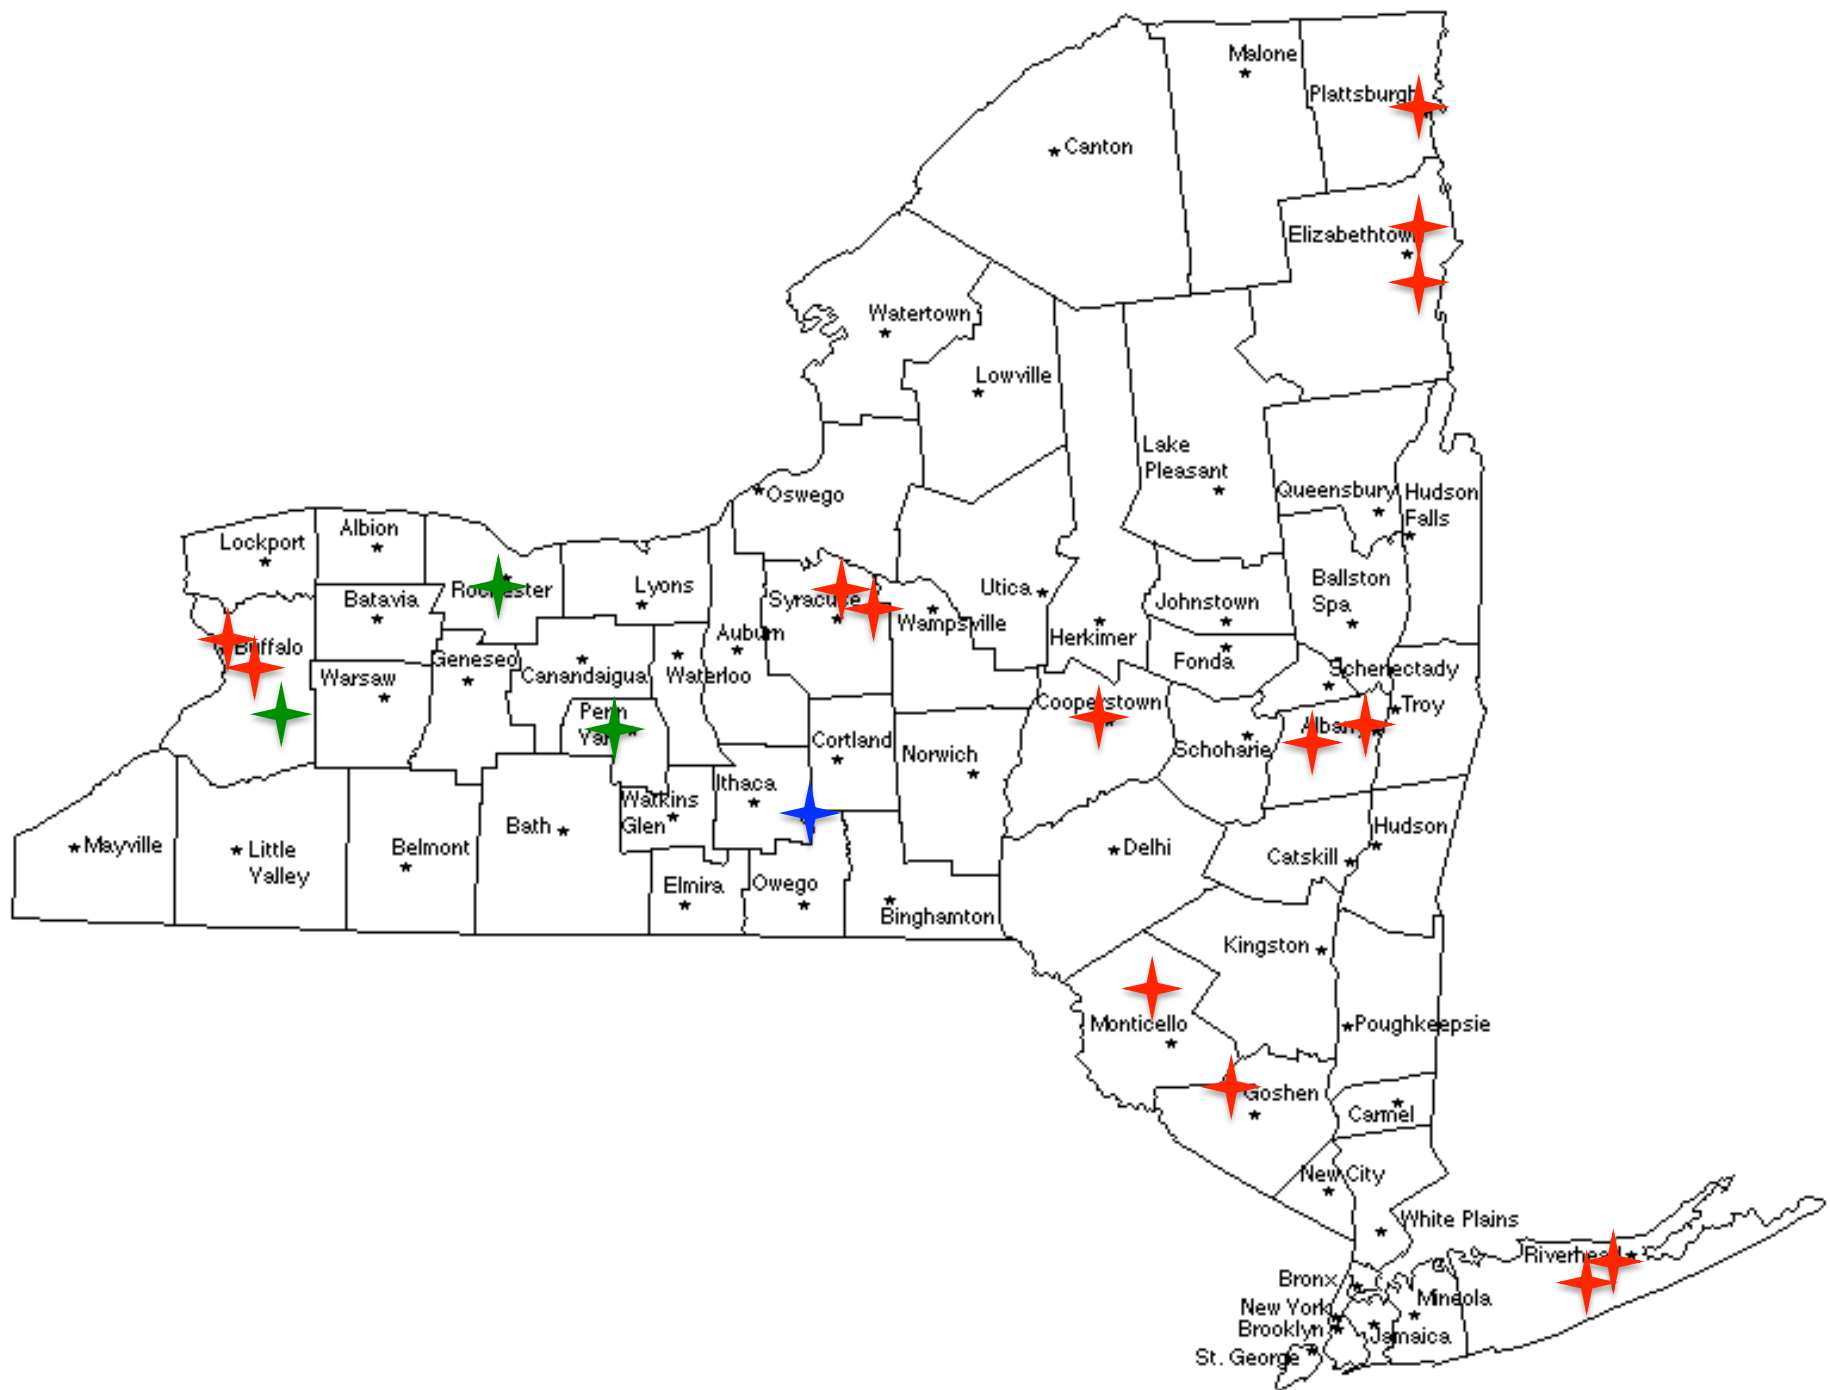 Malone
Plattsburgh
Canton
Elizabethtown
Watertown
Lowville
Lake
Pleasant
Oswego
Queensbury
Hudson
Falls
Lockport
Albion
Rochester
Lyons
Batavia
Syracuse
Utica
Ballston
Spa
Johnstown
Wampsville
Auburn
Herkimer
Buffalo
Geneseo
Canandaigua
Waterloo
Warsaw
Fonda
Schenectady
Cooperstown
Troy
Penn
Yan
Albany
Cortland
Norwich
Schoharie
Ithaca
Watkins
Glen
Bath
Hudson
Mayville
Little
Valley
Belmont
Delhi
Catskill
Elmira
Owego
Binghamton
Kingston
Monticello
Poughkeepsie
Goshen
Carmel
New City
White Plains
Riverhead
Bronx
Mineola
New York
Brooklyn
Jamaica
St. George